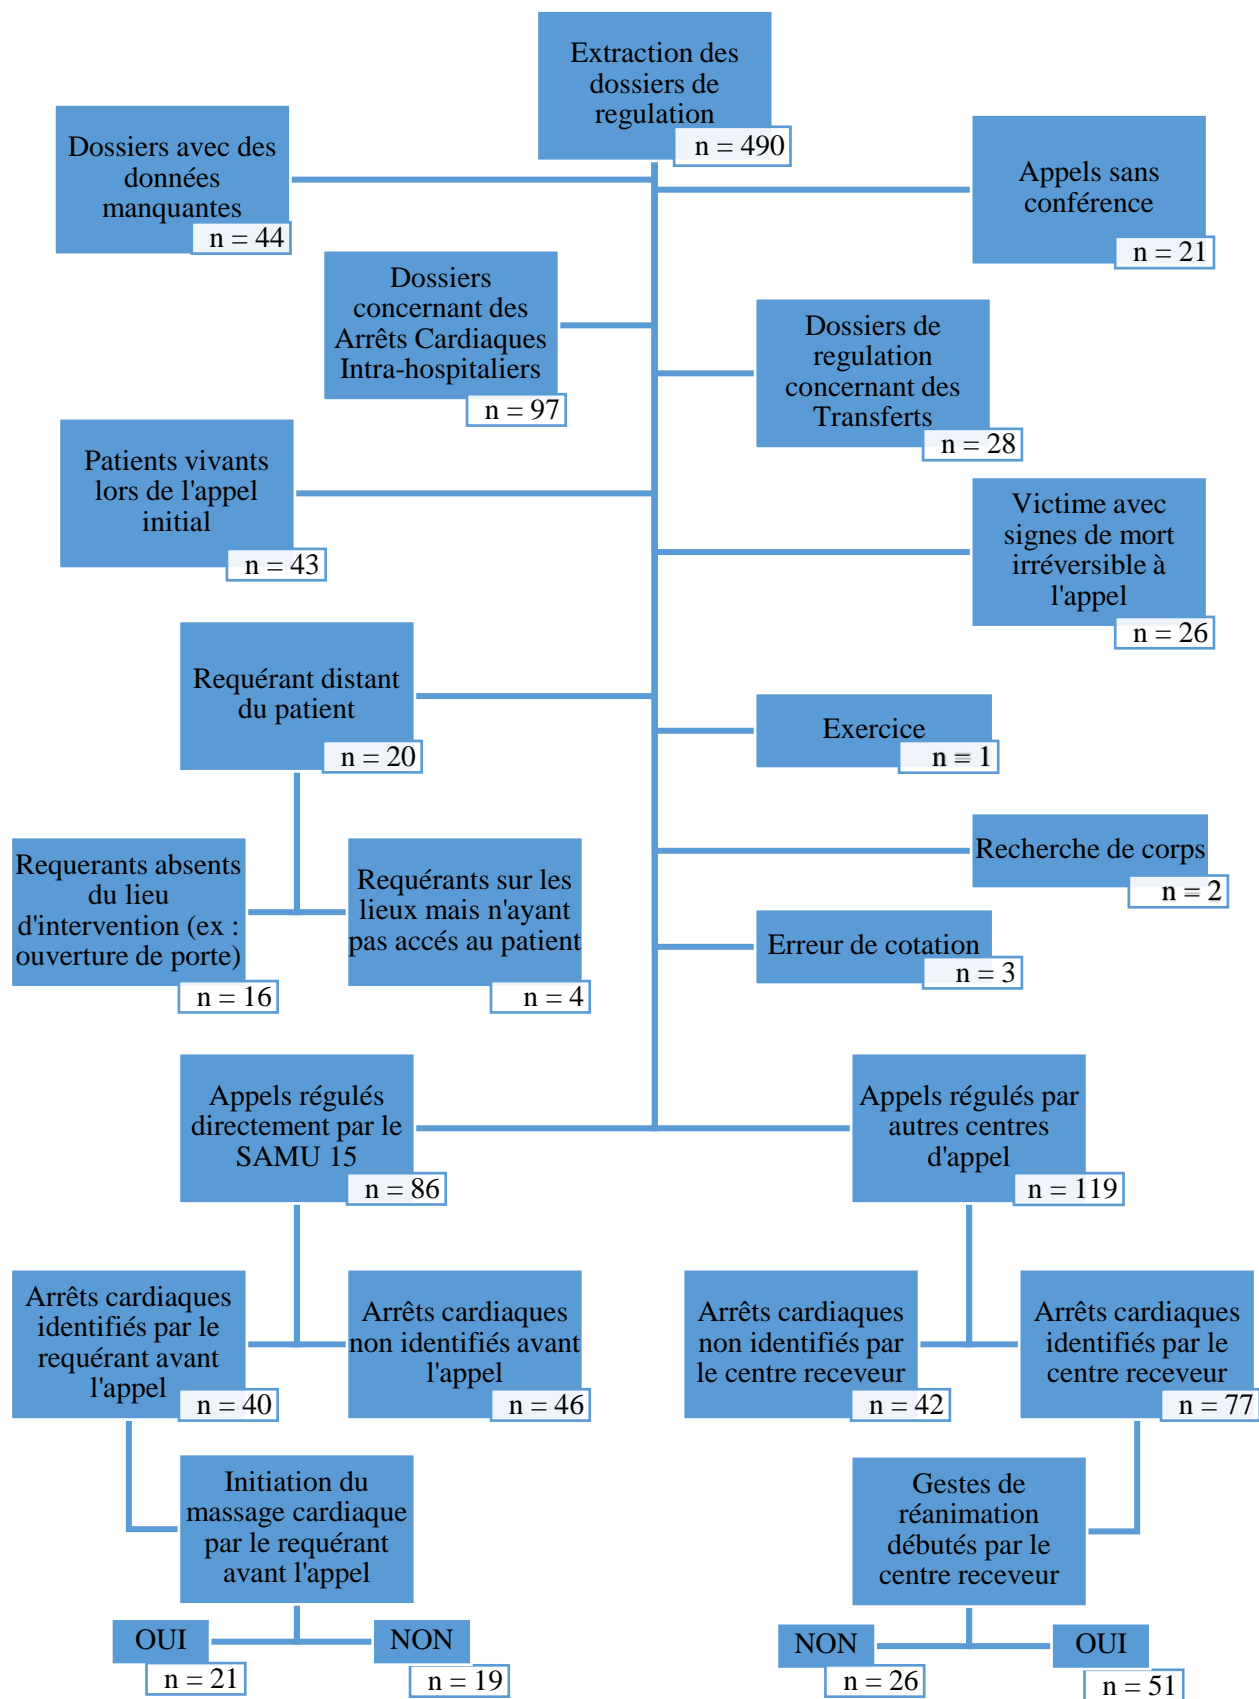 Extraction des
dossiers de
regulation
n = 490
Dossiers avec des
données
manquantes
n = 44
Appels sans
conférence
n = 21
Dossiers
concernant des
Arrêts Cardiaques
Intra-hospitaliers
n = 97
Dossiers de
regulation
concernant des
Transferts
n = 28
Patients vivants
lors de l'appel
initial
n = 43
Victime avec
signes de mort
irréversible à
l'appel
n = 26
Requérant distant
du patient
n = 20
Exercice
n = 1
Requerants absents
du lieu
d'intervention (ex :
ouverture de porte)
n = 16
Requérants sur les
lieux mais n'ayant
pas accés au patient
n = 4
Recherche de corps
n = 2
Erreur de cotation
n = 3
Appels régulés
directement par le
SAMU 15
n = 86
Appels régulés par
autres centres
d'appel
n = 119
Arrêts cardiaques
identifiés par le
requérant avant
l'appel
n = 40
Arrêts cardiaques
non identifiés avant
l'appel
n = 46
Arrêts cardiaques
non identifiés par
le centre receveur
n = 42
Arrêts cardiaques
identifiés par le
centre receveur
n = 77
Initiation du
massage cardiaque
par le requérant
avant l'appel
OUI
n = 21
NON
n = 19
Gestes de
réanimation
débutés par le
centre receveur
NON
n = 26
OUI
n = 51